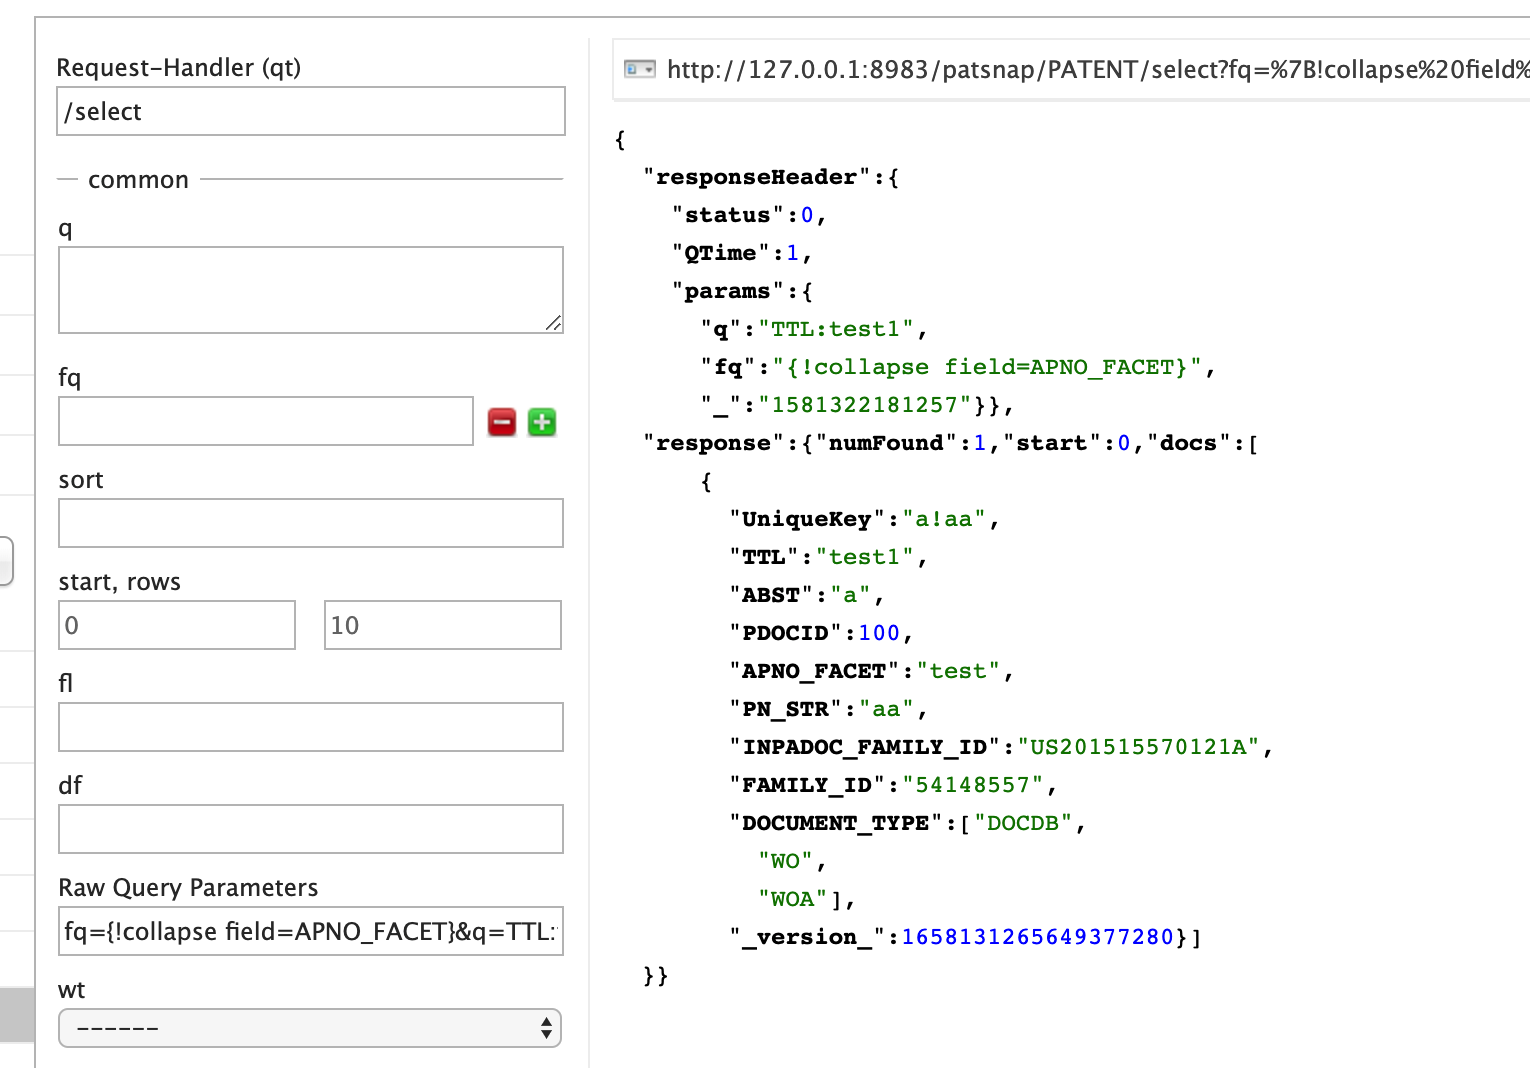 Request-Handler (qt)
/select
common
q
fq
sort
start, rows
0
10
fl
df
Raw Query Parameters
fq={!collapse field=APNO_FACET}&q=TTL:
wt
------
http://127.0.0.1:8983/patsnap/PATENT/select?fq=%7B!collapse%20field%
{
"responseHeader":{
"status":0,
"QTime":1,
"params":{
"q":"TTL:test1",
"fq":"{!collapse field=APNO_FACET}",
"_":"1581322181257"}},
"response":{"numFound":1,"start":0,"docs":[
{
"UniqueKey":"a!aa",
"TTL":"test1",
"ABST":"a",
"PDOCID":100,
"APNO_FACET":"test",
"PN_STR":"aa",
"INPADOC_FAMILY_ID":"US201515570121A",
"FAMILY_ID":"54148557",
"DOCUMENT_TYPE":["DOCDB",
"WO",
"WOA"],
"_version_":1658131265649377280}]
}}